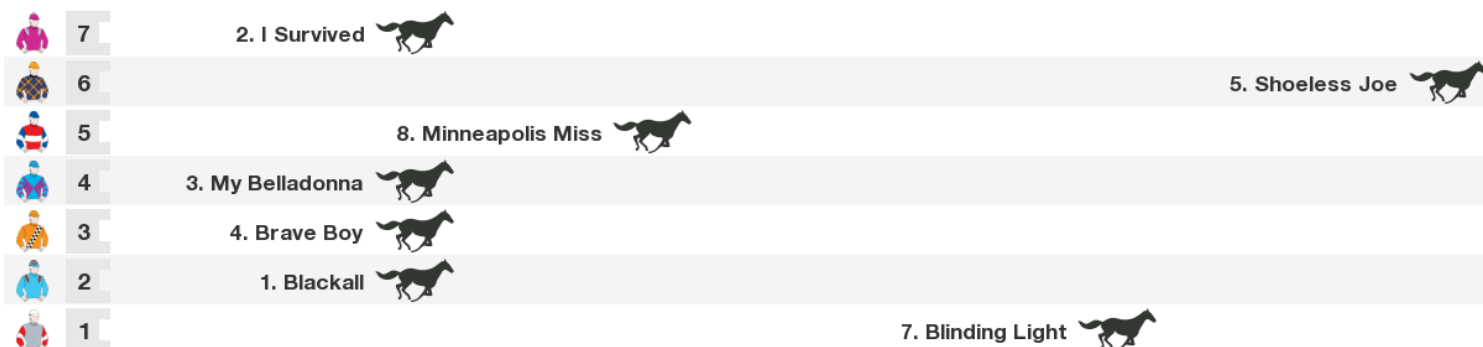 7 2. I Survived
6 5. Shoeless Joe
5 8. Minneapolis Miss
4 3. My Belladonna
3 4. Brave Boy
2 1. Blackall
1 7. Blinding Light